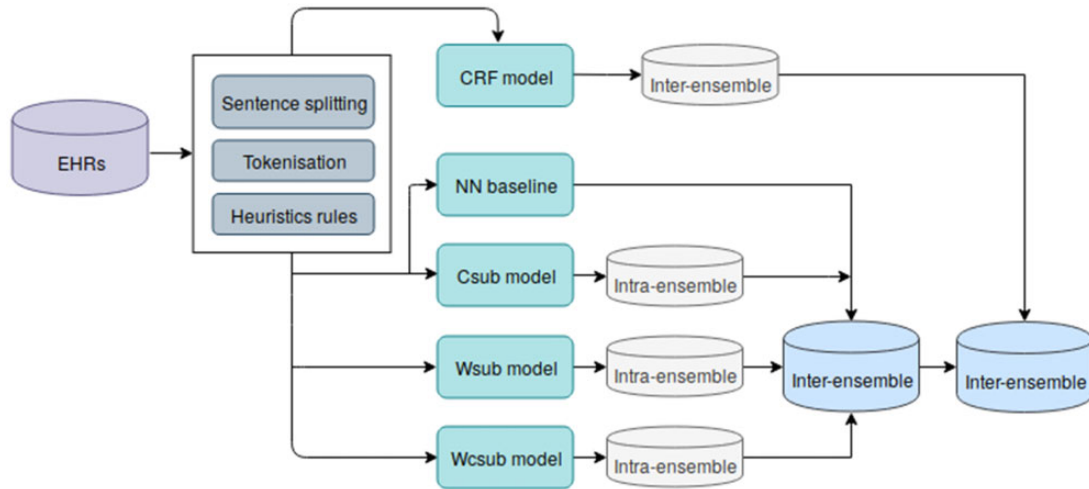 CRF model
Inter-ensemble
Sentence splitting
EHRs
Tokenisation
NN baseline
Heuristics rules
Csub model
Intra-ensemble
Wsub model
Intra-ensemble
Inter-ensemble
Inter-ensemble
Wcsub model
Intra-ensemble